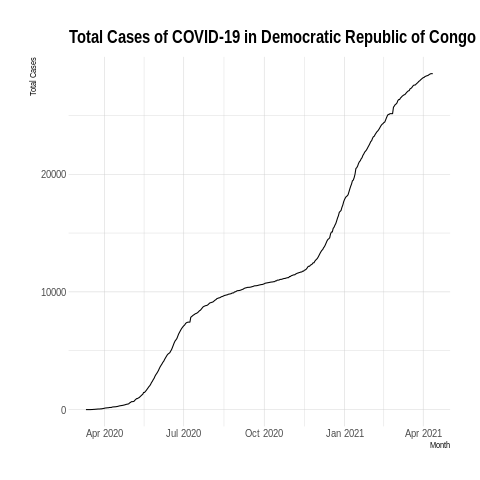 Total Cases of COVID-19 in Democratic Republic of Congo
Total Cases
20000
10000
0
Apr 2020
Jul 2020
Oct 2020
Jan 2021
Apr 2021
Month